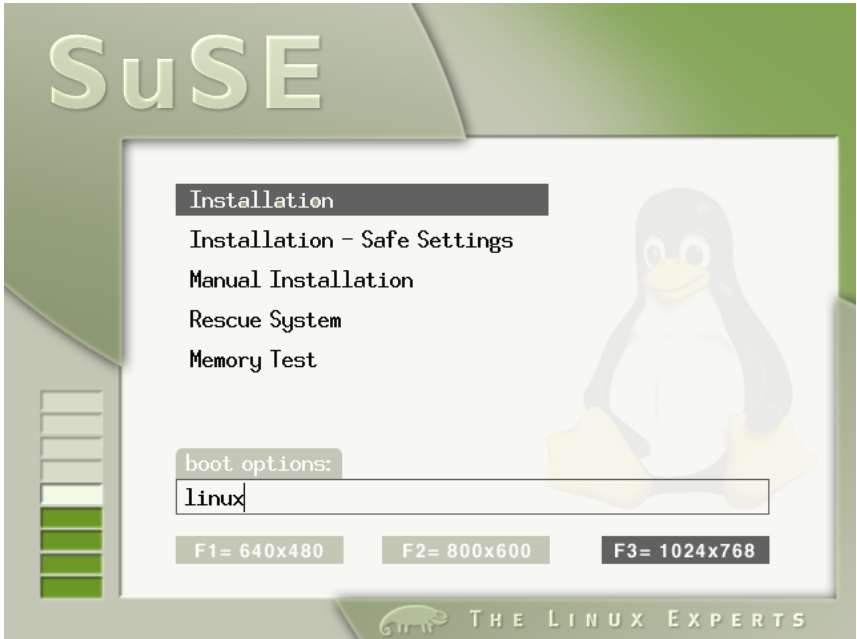 SuSE
Installation
Installation - Safe Settings
Manual Installation
Rescue System
Memory Test
boot options:
linux
F1= 640x480 F2= 800x600 F3= 1024x768
THE LINUX EXPERTS